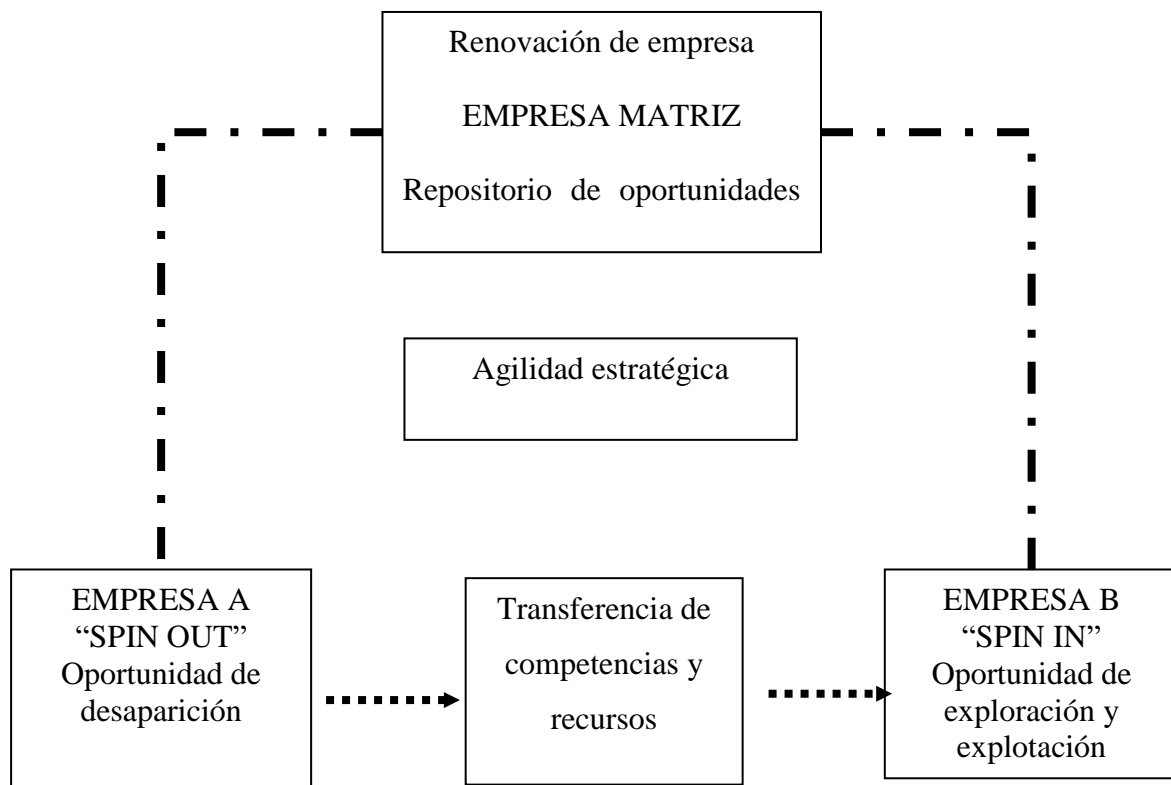 Renovación de empresa
EMPRESA MATRIZ
Repositorio de oportunidades
Agilidad estratégica
EMPRESA A
“SPIN OUT”
Oportunidad de
desaparición
Transferencia de
competencias y
recursos
EMPRESA B
“SPIN IN”
Oportunidad de
exploración y
explotación